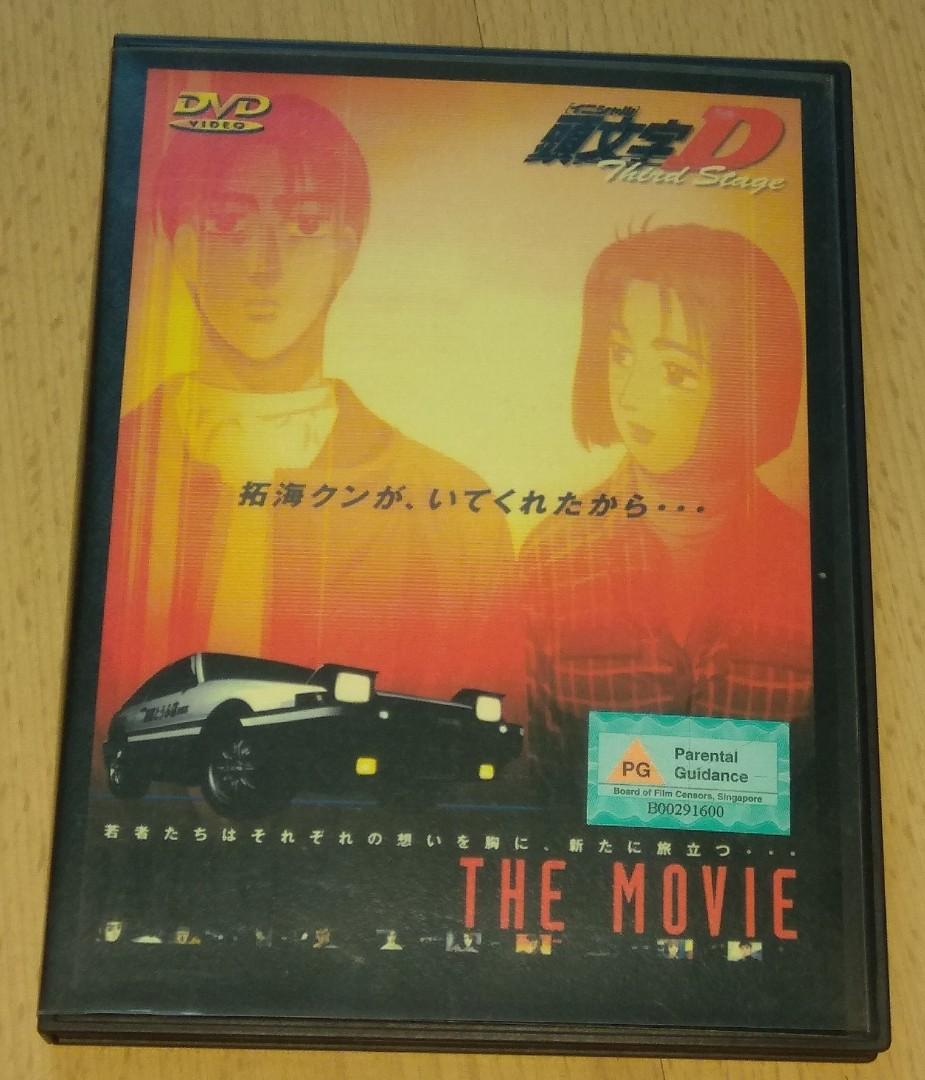 DVD
VIDEO
[イニシャル]
頭文字D
Third Stage
拓海クンが、いてくれたから・・・
PG
Parental
Guidance
Board of Film Censors, Singapore
B00291600
若者たちはそれぞれの想いを胸に、新たに旅立つ・・・
THE MOVIE